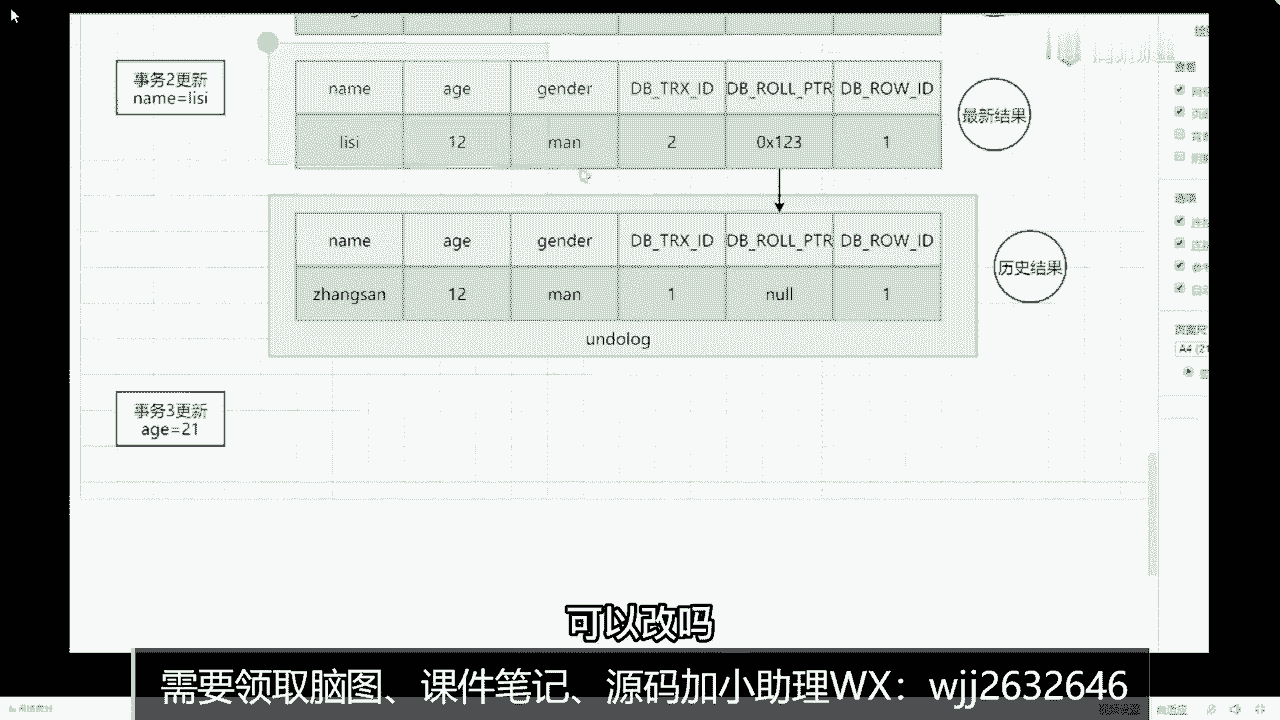 事务2更新
name=lisi
name age gender DB_TRX_ID DB_ROLL_PTR DB_ROW_ID
lisi 12 man 2 0x123 1
最新结果
name age gender DB_TRX_ID DB_ROLL_PTR DB_ROW_ID
zhangsan 12 man 1 null 1
历史结果
undolog
事务3更新
age=21
A4 (21
可以改吗
需要领取脑图、课件笔记、源码加小助理WX：wjj2632646